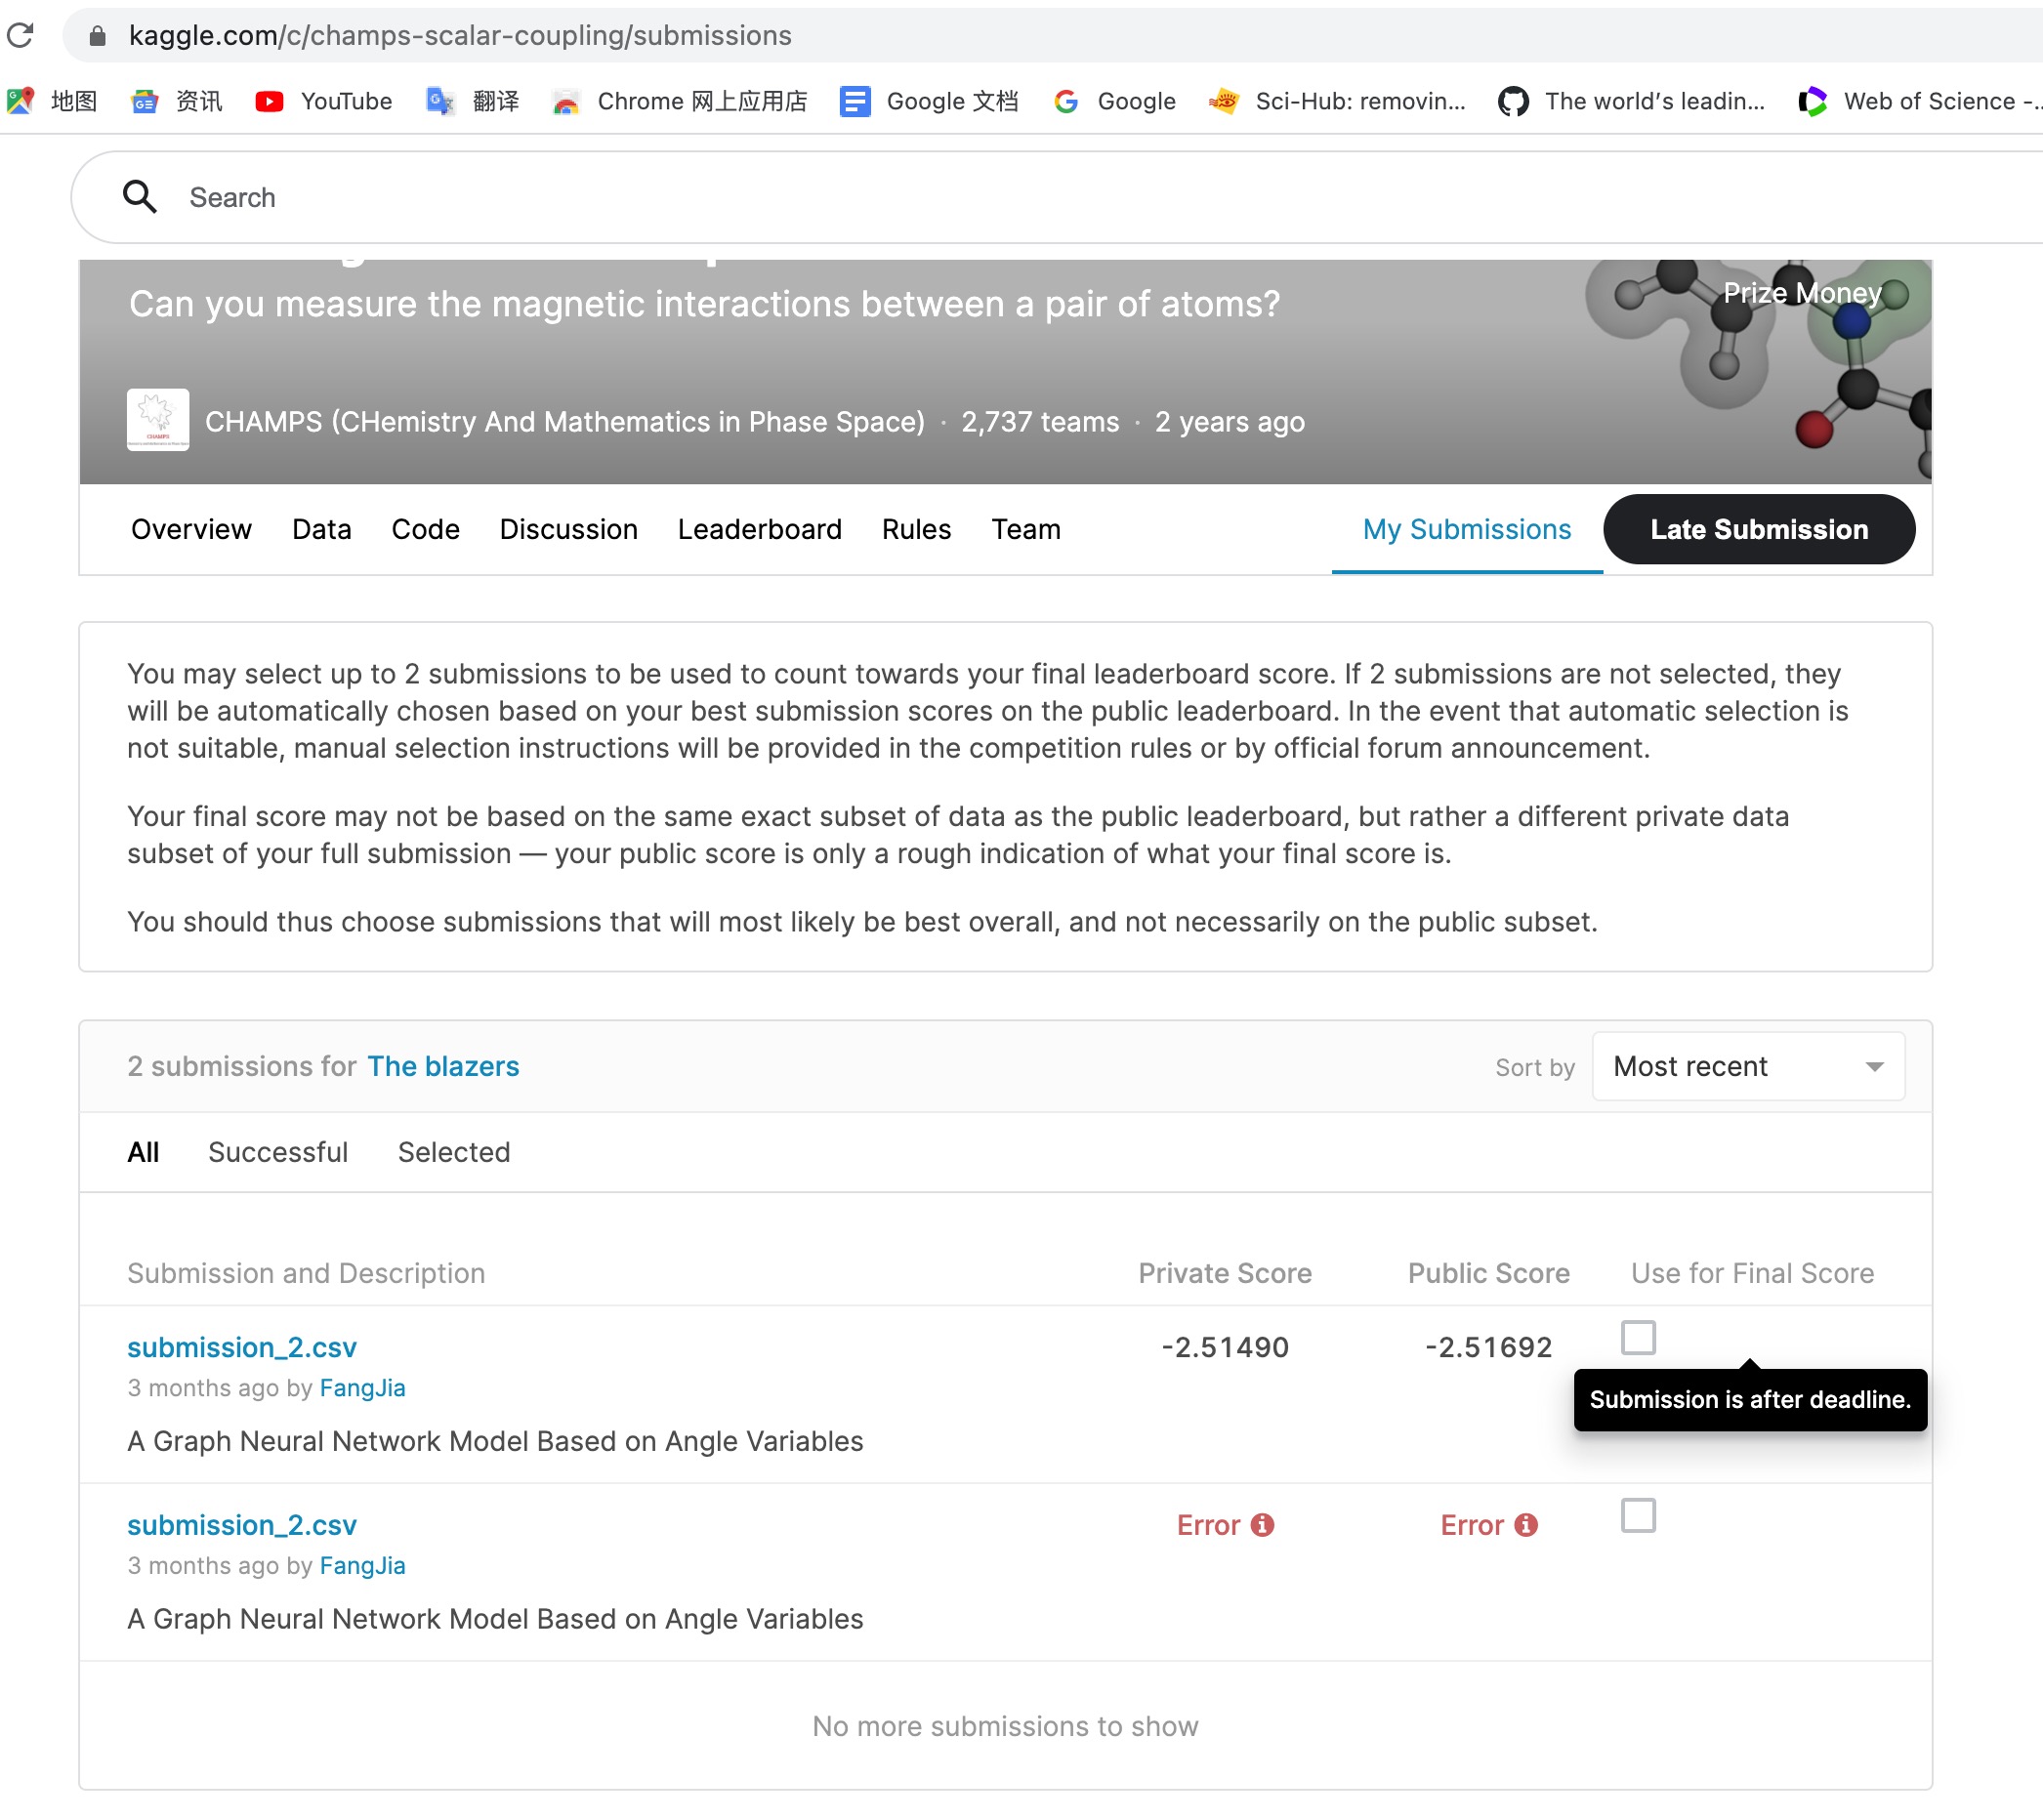 kaggle.com/c/champs-scalar-coupling/submissions
地图 资讯 YouTube 翻译 Chrome 网上应用店 Google 文档 Google Sci-Hub: removin... The world's leadin... Web of Science -...
Search
Can you measure the magnetic interactions between a pair of atoms?
Prize Money
CHAMPS
CHAMPS (CHemistry And Mathematics in Phase Space) · 2,737 teams · 2 years ago
Overview Data Code Discussion Leaderboard Rules Team My Submissions Late Submission
You may select up to 2 submissions to be used to count towards your final leaderboard score. If 2 submissions are not selected, they
will be automatically chosen based on your best submission scores on the public leaderboard. In the event that automatic selection is
not suitable, manual selection instructions will be provided in the competition rules or by official forum announcement.
Your final score may not be based on the same exact subset of data as the public leaderboard, but rather a different private data
subset of your full submission — your public score is only a rough indication of what your final score is.
You should thus choose submissions that will most likely be best overall, and not necessarily on the public subset.
2 submissions for The blazers Sort by Most recent
All Successful Selected
Submission and Description Private Score Public Score Use for Final Score
submission_2.csv -2.51490 -2.51692
3 months ago by FangJia
Submission is after deadline.
A Graph Neural Network Model Based on Angle Variables
submission_2.csv Error Error
3 months ago by FangJia
A Graph Neural Network Model Based on Angle Variables
No more submissions to show